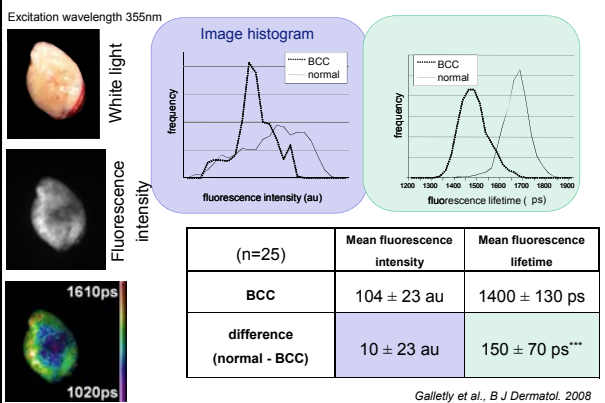 Excitation wavelength 355nm
White light
Fluorescence
intensity
1610ps
1020ps
Image histogram
BCC
normal
frequency
fluorescence intensity (au)
BCC
normal
frequency
1200 1300 1400 1500 1600 1700 1800 1900
fluorescence lifetime ( ps)
(n=25)
Mean fluorescence
intensity
Mean fluorescence
lifetime
BCC
104 ± 23 au
1400 ± 130 ps
difference
(normal - BCC)
10 ± 23 au
150 ± 70 ps***
Galletly et al., B J Dermatol. 2008